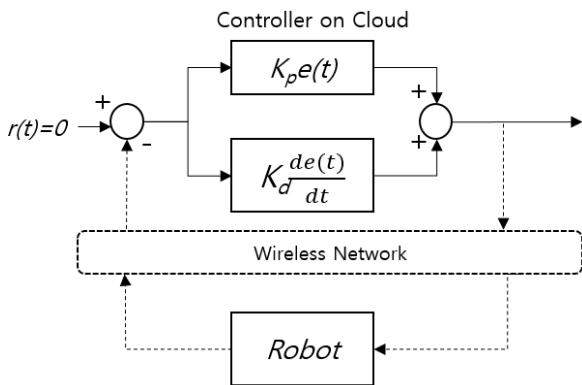 Controller on Cloud
K_p e(t)
+
+
r(t)=0
-
+
K_d de(t)/dt
Wireless Network
Robot